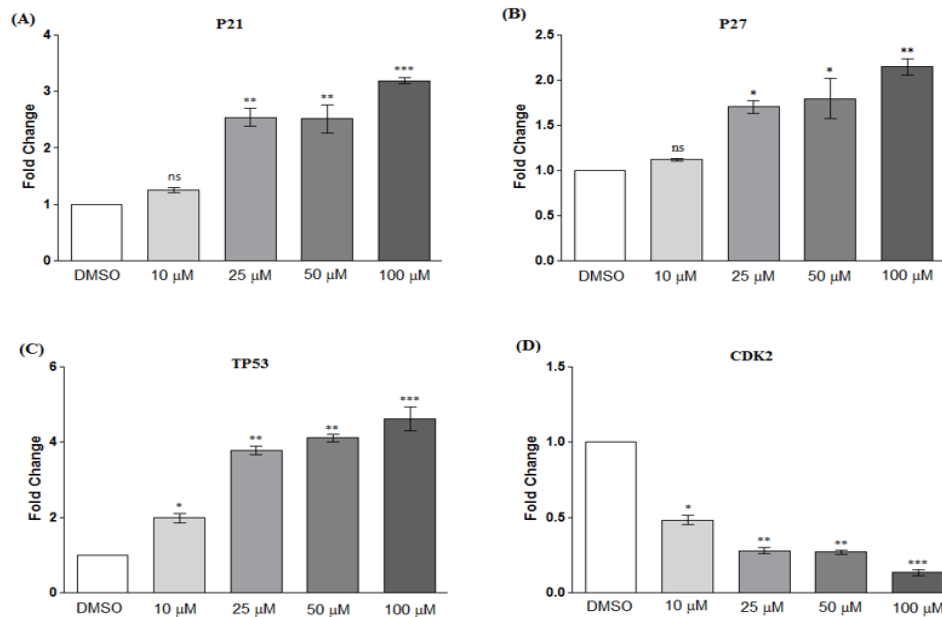 (A)
P21
Fold Change
4
3
2
1
0
ns
**
**
***
DMSO
10 μM
25 μM
50 μM
100 μM
(B)
P27
Fold Change
2.5
2.0
1.5
1.0
0.5
0.0
ns
*
*
**
DMSO
10 μM
25 μM
50 μM
100 μM
(C)
TP53
Fold Change
6
4
2
0
*
**
**
***
DMSO
10 μM
25 μM
50 μM
100 μM
(D)
CDK2
Fold Change
1.5
1.0
0.5
0.0
*
**
**
***
DMSO
10 μM
25 μM
50 μM
100 μM